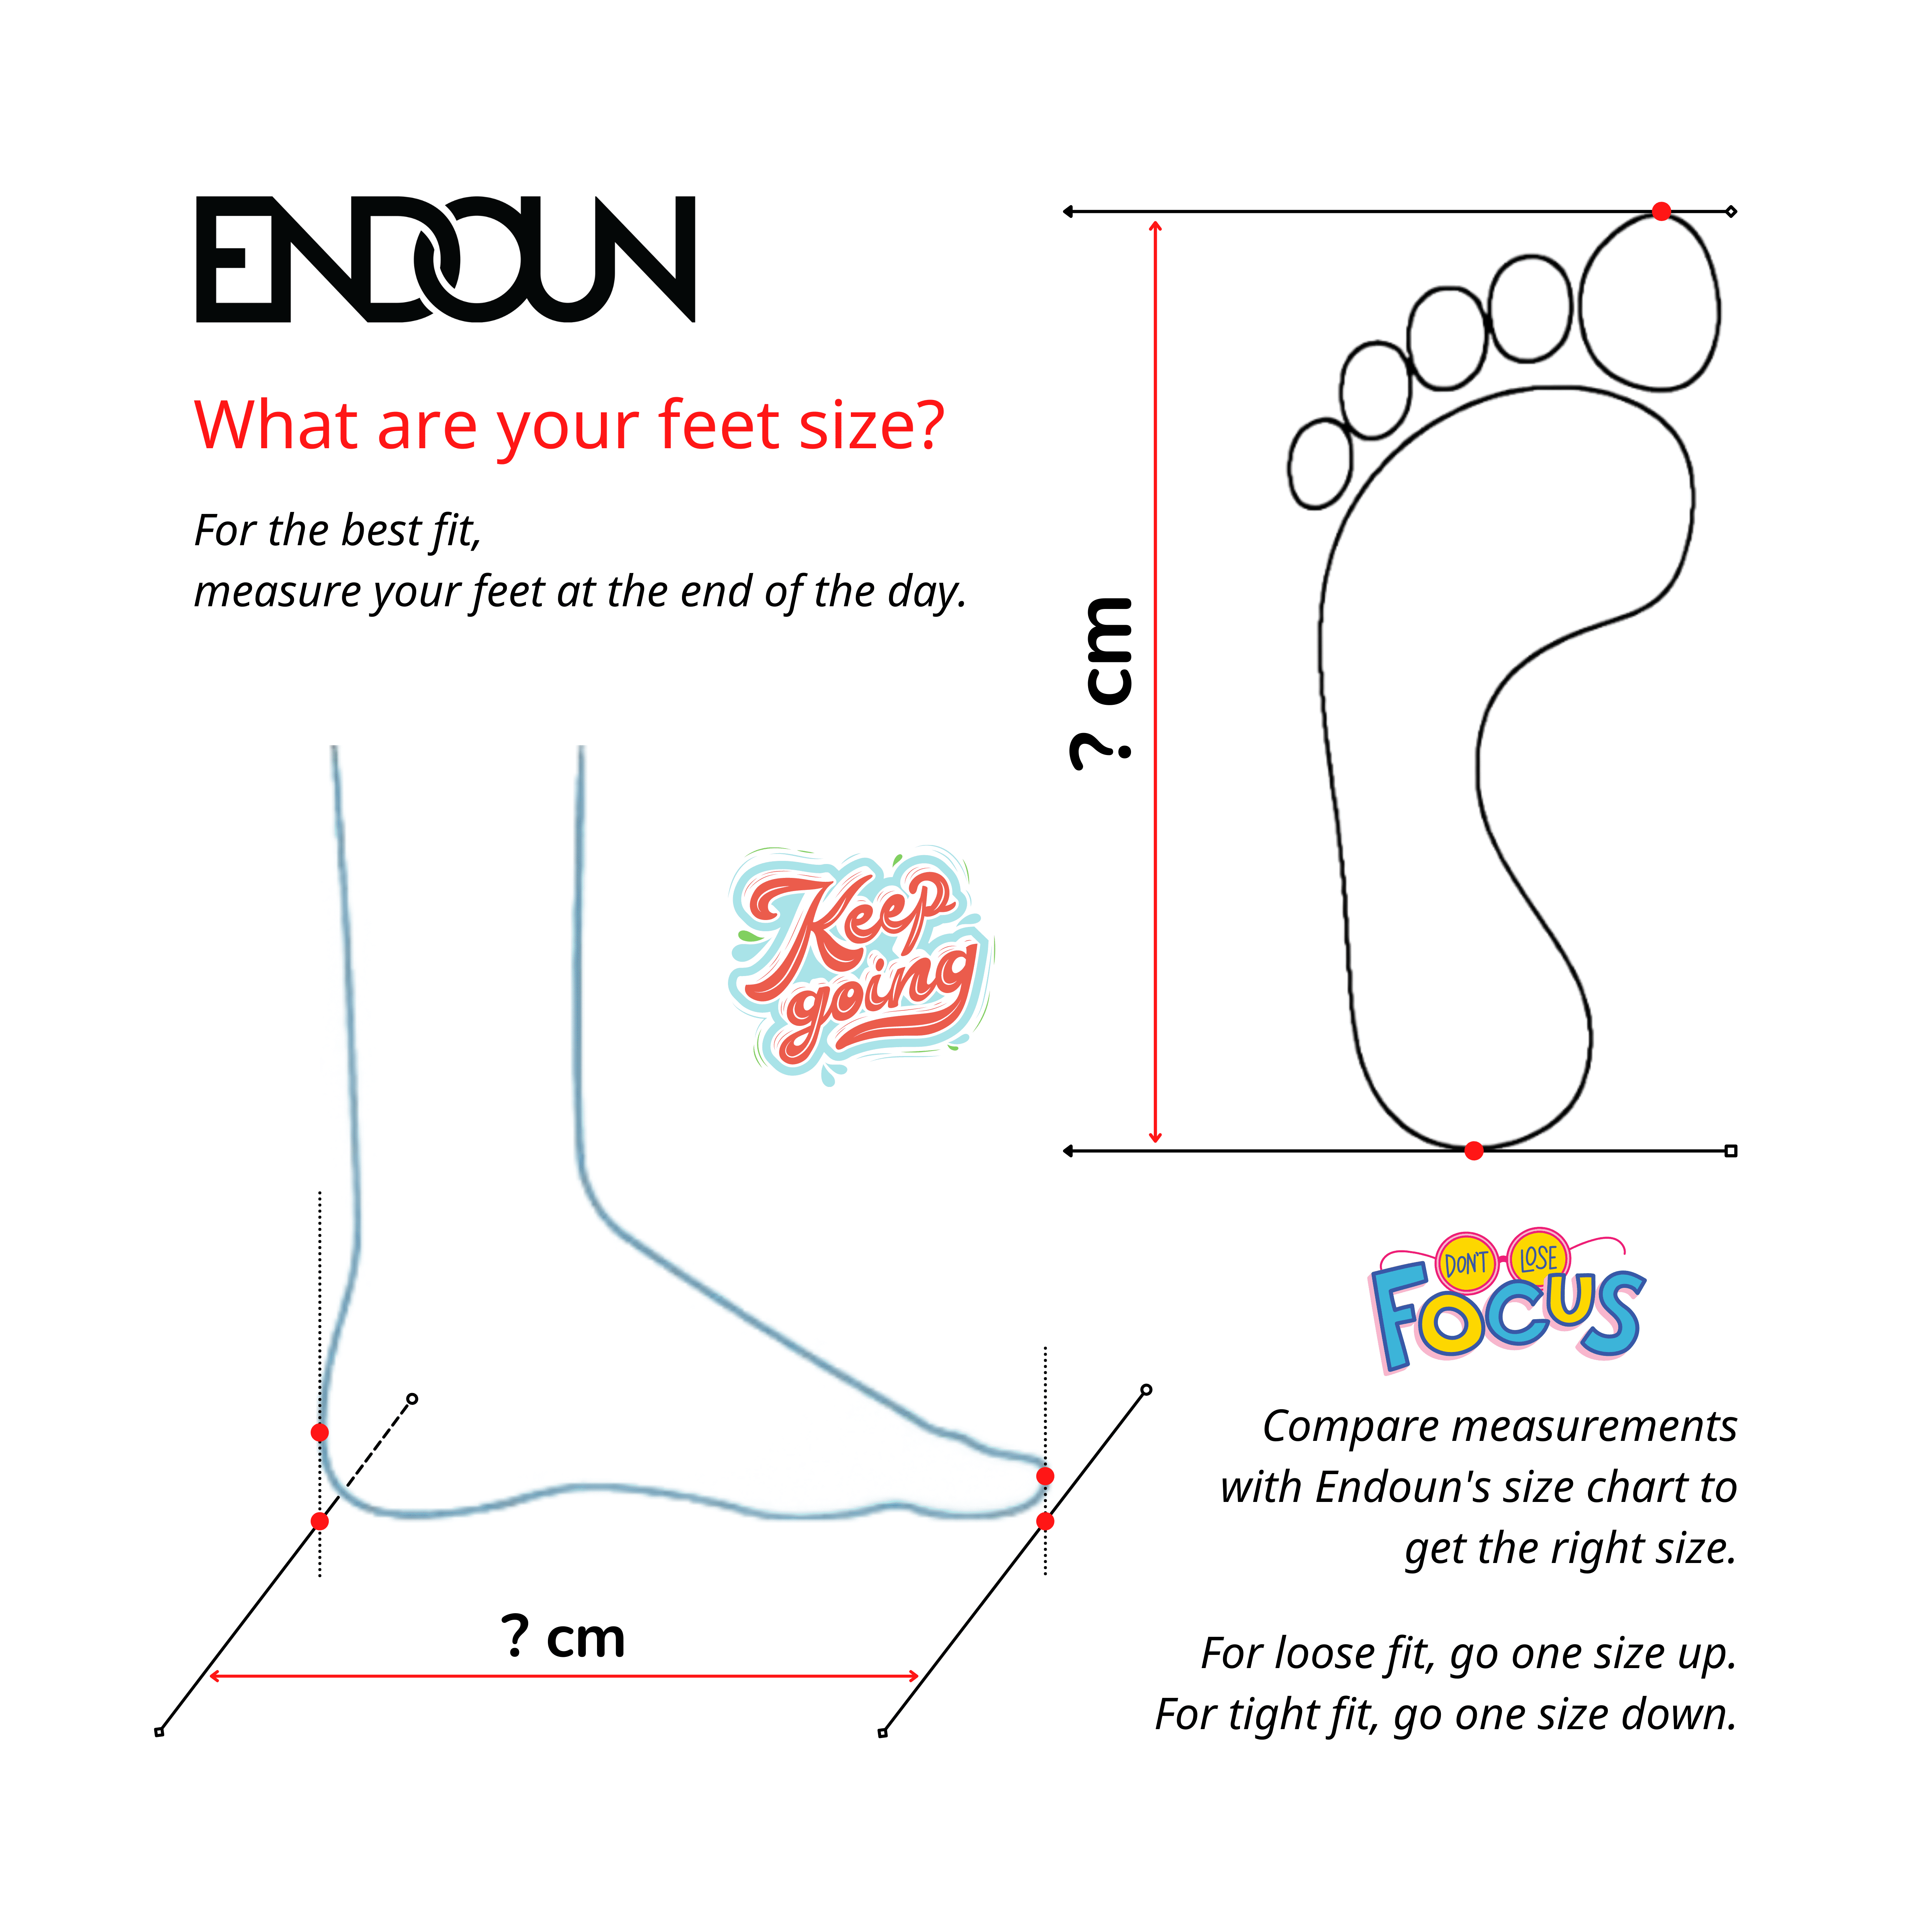 ENDOUN
What are your feet size?
For the best fit,
measure your feet at the end of the day.
? cm
Keep
going
DON'T LOSE
FOCUS
Compare measurements
with Endoun's size chart to
get the right size.
? cm
For loose fit, go one size up.
For tight fit, go one size down.